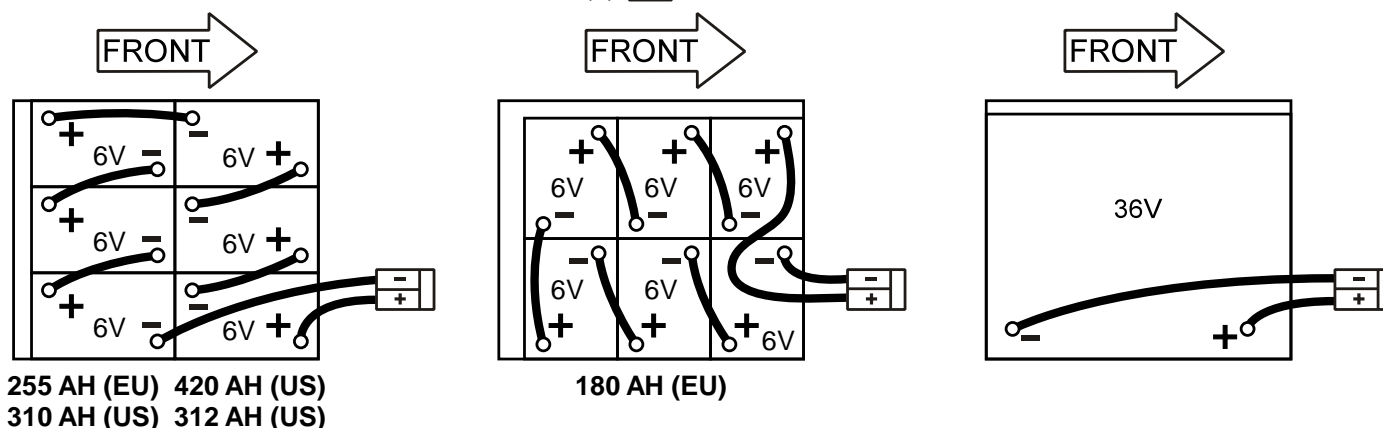 FRONT
FRONT
FRONT
+ -
6V - 6V +
+ -
6V - 6V +
+ -
6V - 6V +
-
+
255 AH (EU) 420 AH (US)
310 AH (US) 312 AH (US)
+ + +
6V 6V 6V
- - -
- - -
6V 6V
+ + + 6V
-
+
180 AH (EU)
36V
- +
-
+